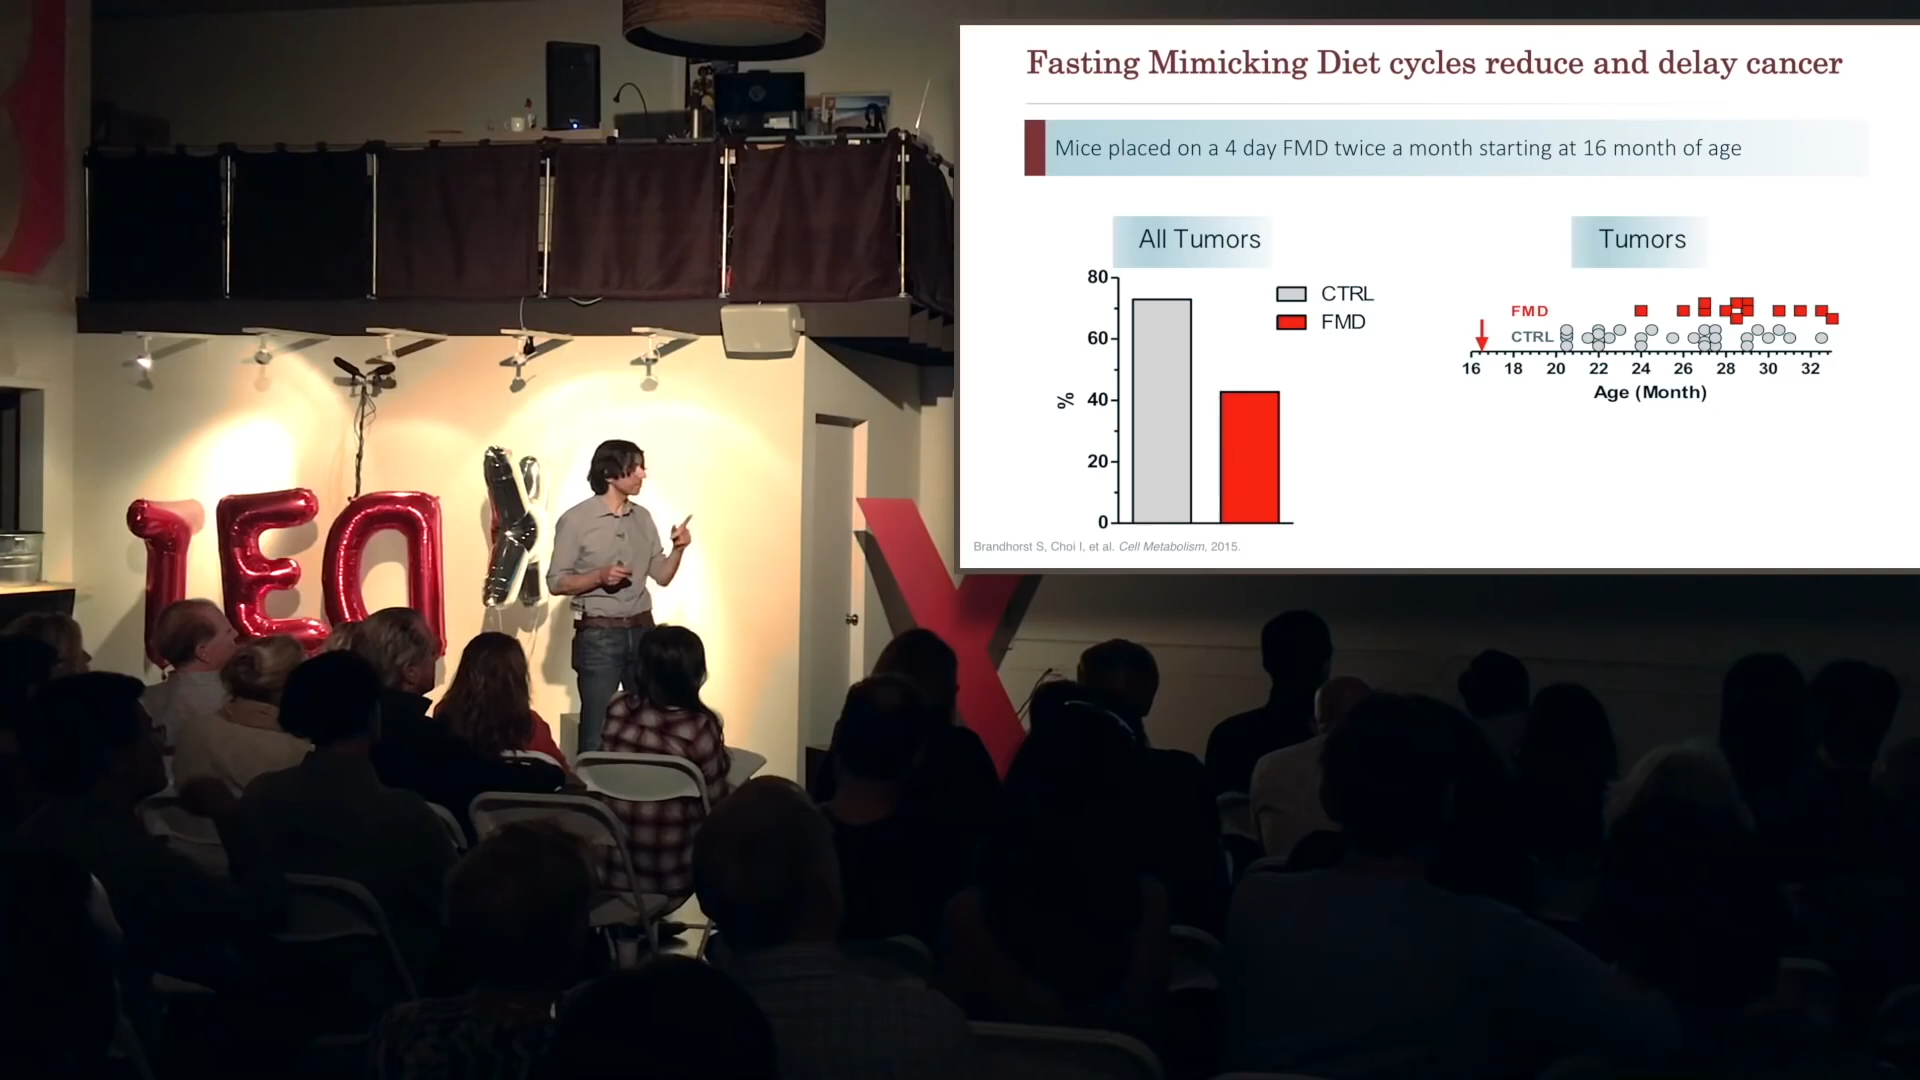 TEDX
X
Fasting Mimicking Diet cycles reduce and delay cancer
Mice placed on a 4 day FMD twice a month starting at 16 month of age
All Tumors
80
60
% 40
20
0
CTRL
FMD
Tumors
FMD
CTRL
16 18 20 22 24 26 28 30 32
Age (Month)
Brandhorst S, Choi I, et al. Cell Metabolism, 2015.